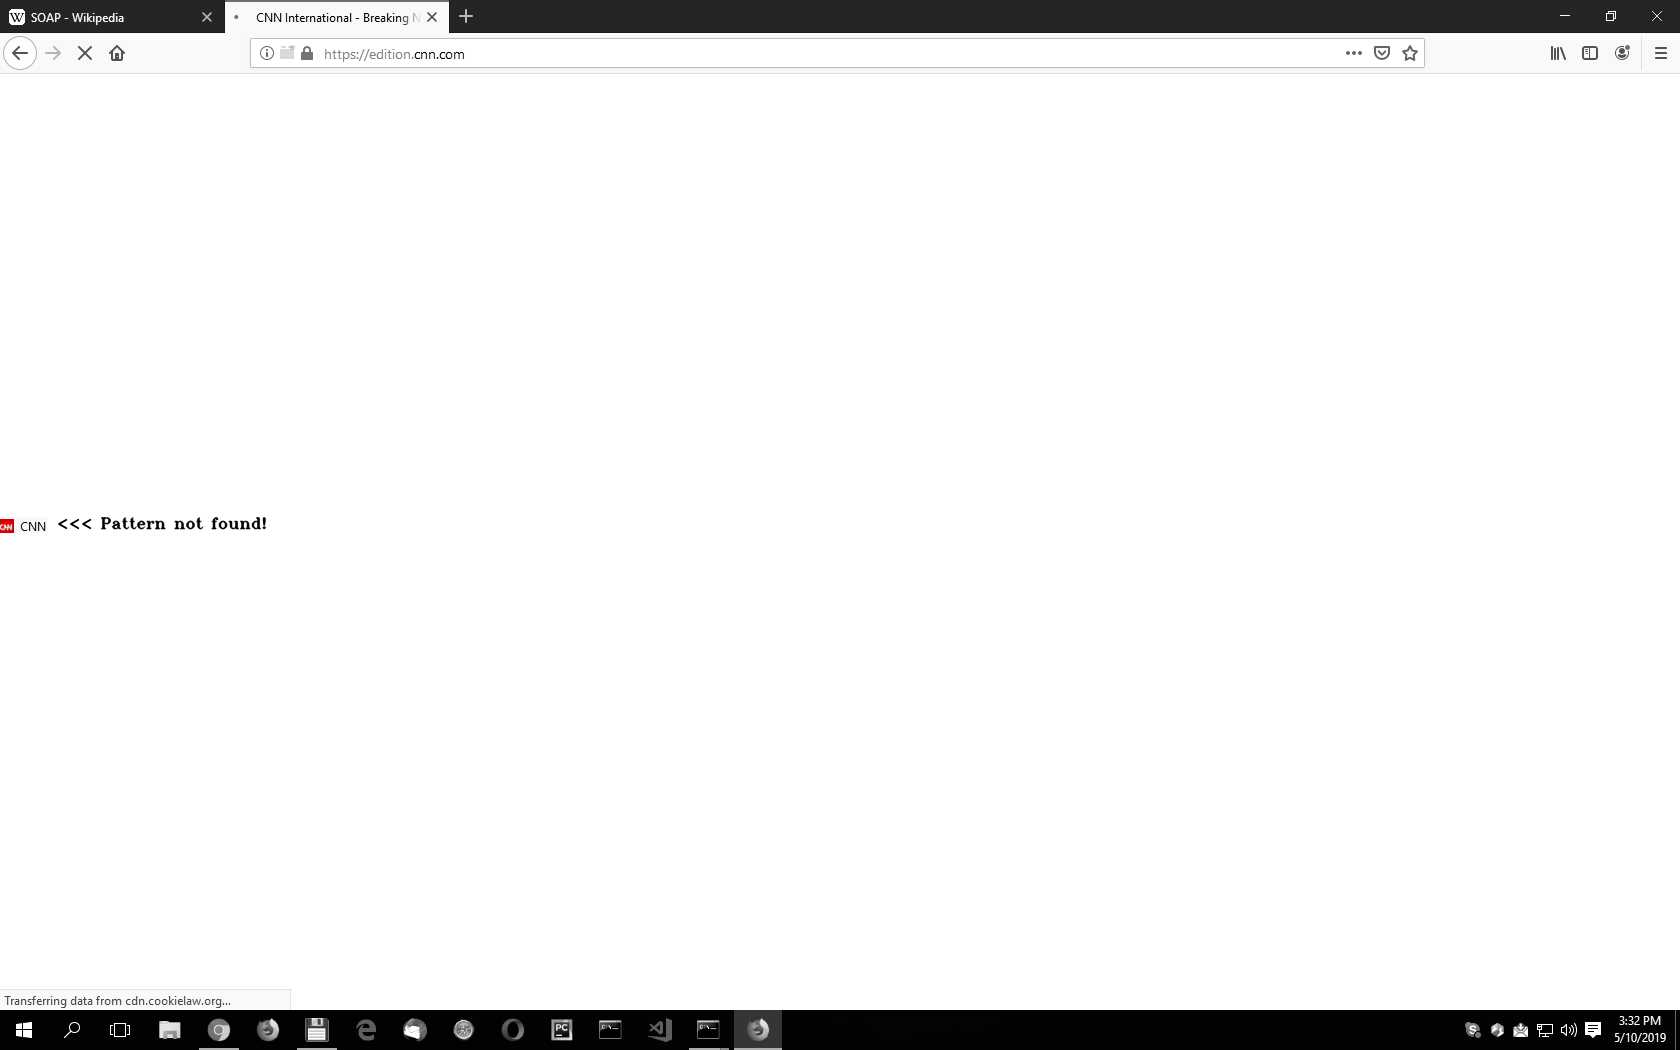 SOAP - Wikipedia
CNN International - Breaking N
https://edition.cnn.com
CNN CNN <<< Pattern not found!
Transferring data from cdn.cookielaw.org...
PC
3:32 PM
5/10/2019